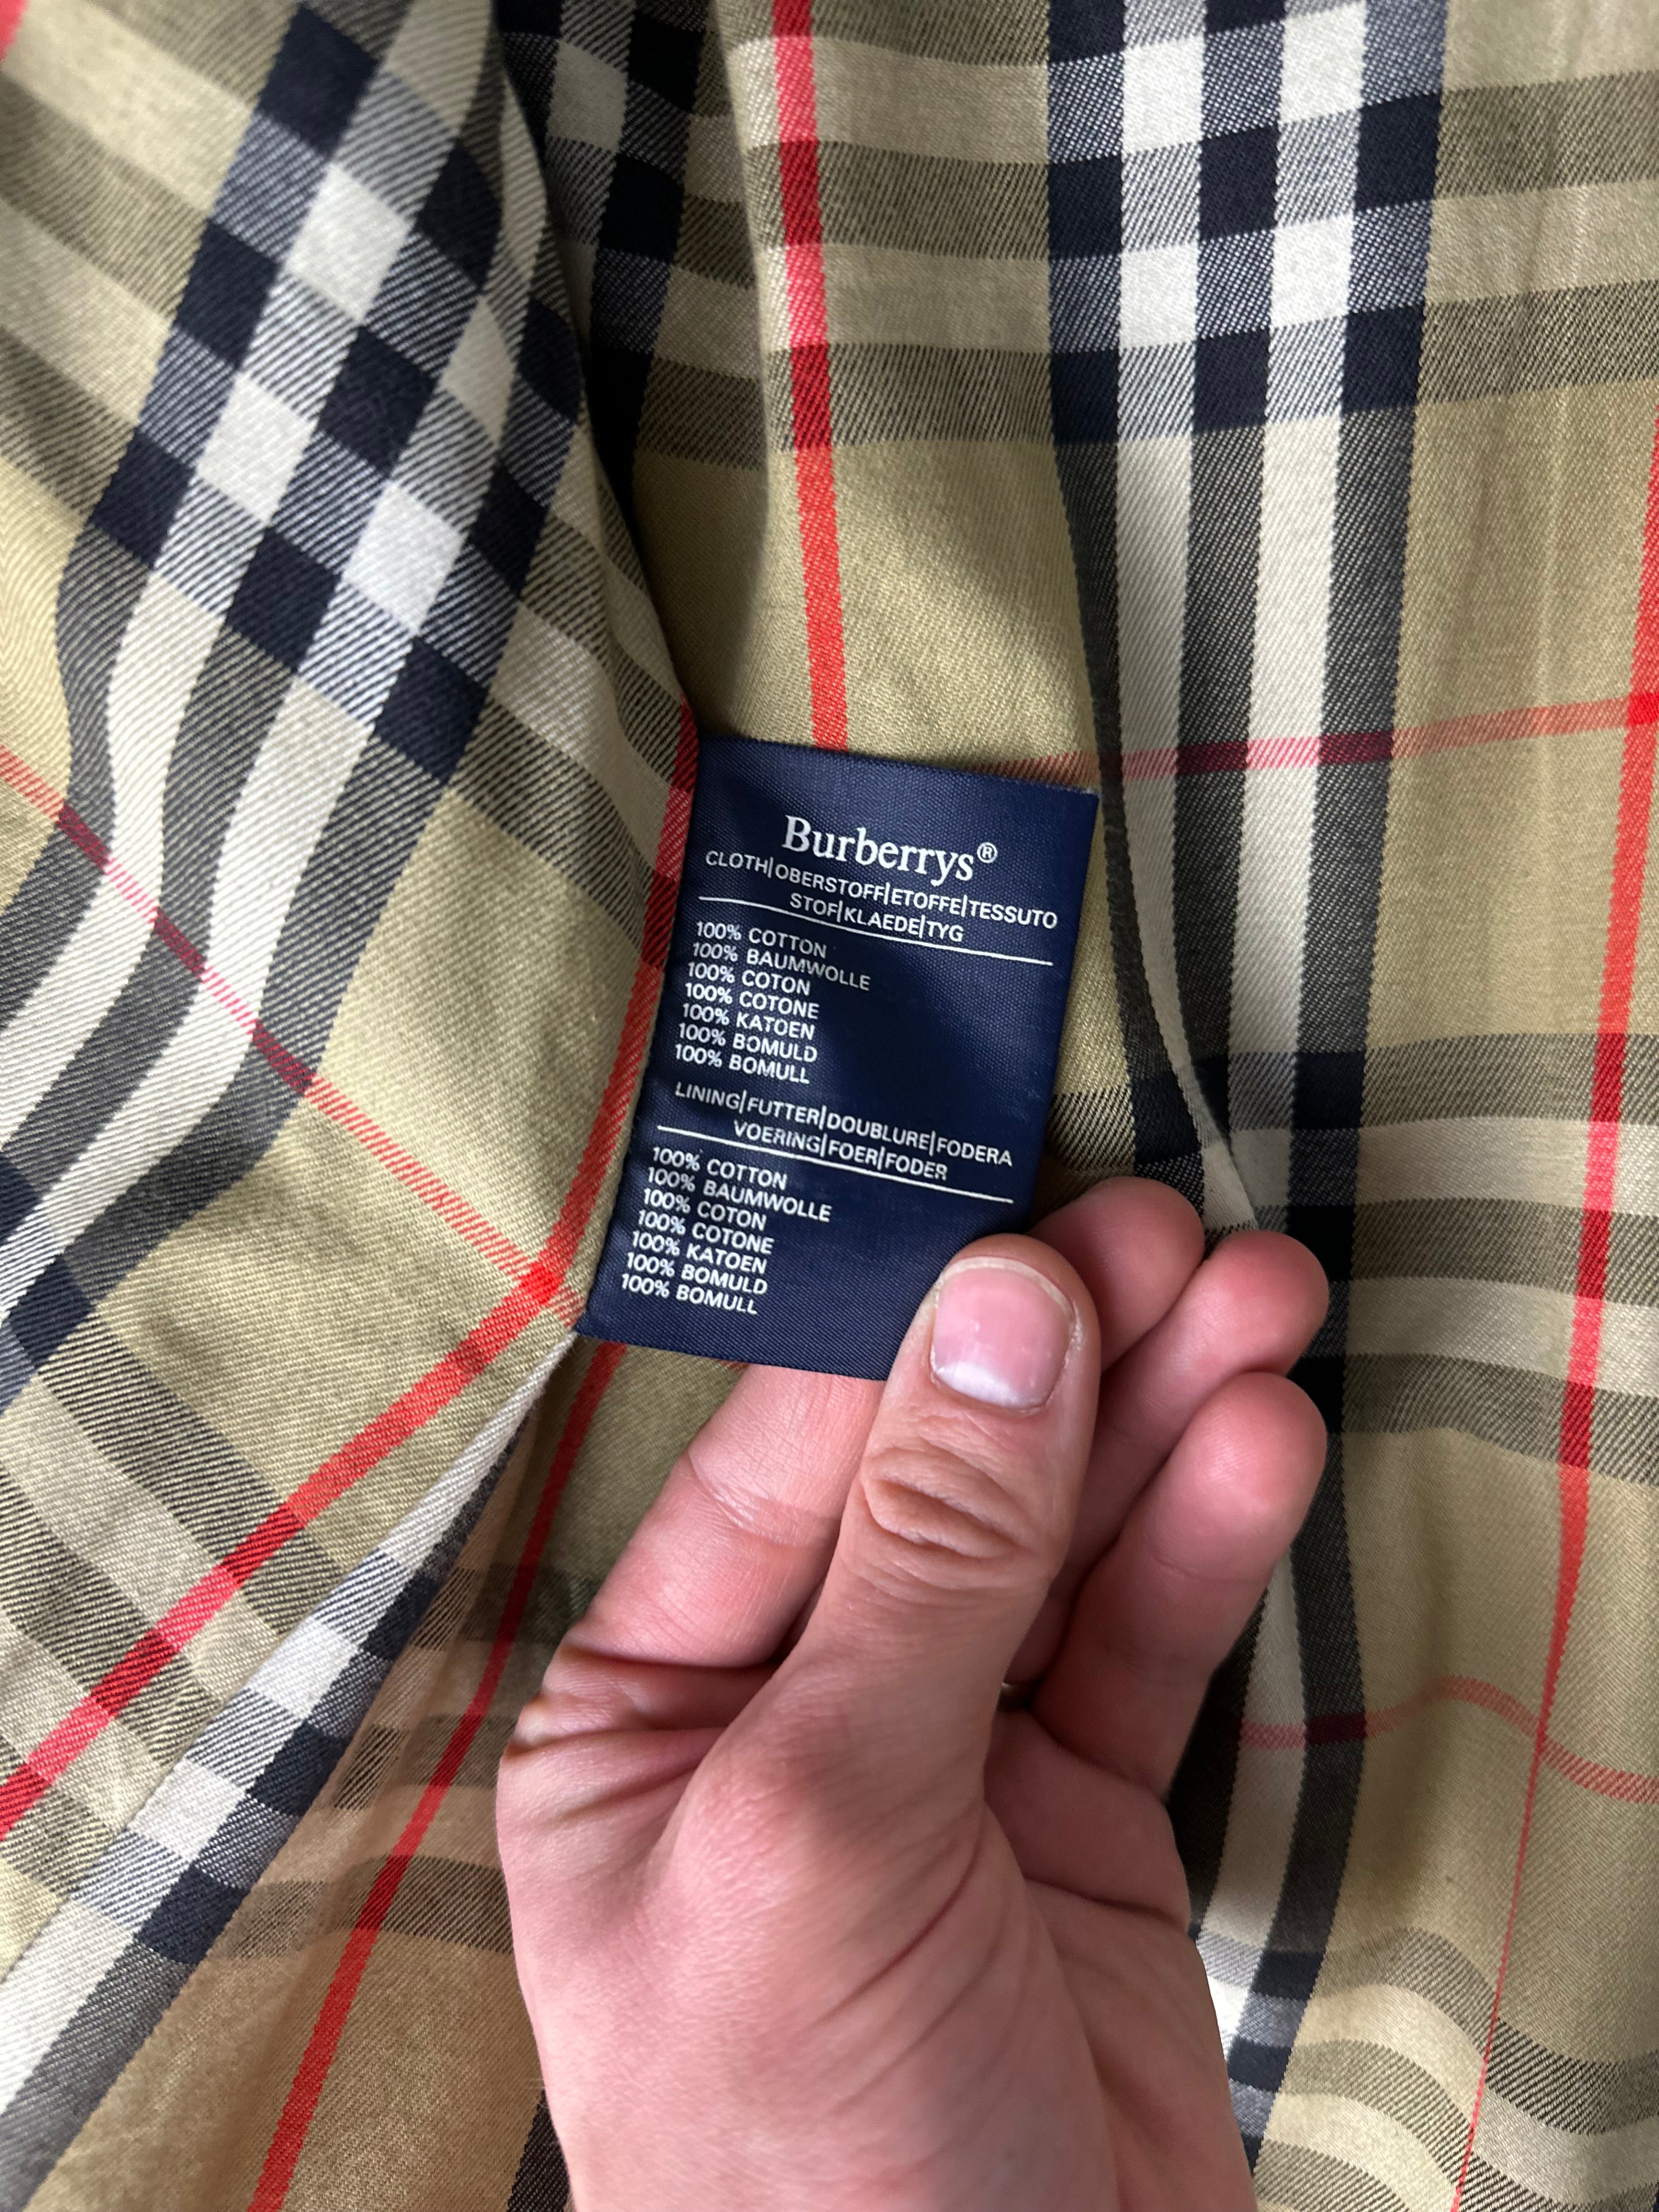 Burberrys®
CLOTH|OBERSTOFF|ETOFFE|TESSUTO
STOF|KLAEDE|TYG
100% COTTON
100% BAUMWOLLE
100% COTON
100% COTONE
100% KATOEN
100% BOMULD
100% BOMULL
LINING|FUTTER|DOUBLURE|FODERA
VOERING|FOER|FODER
100% COTTON
100% BAUMWOLLE
100% COTON
100% COTONE
100% KATOEN
100% BOMULD
100% BOMULL